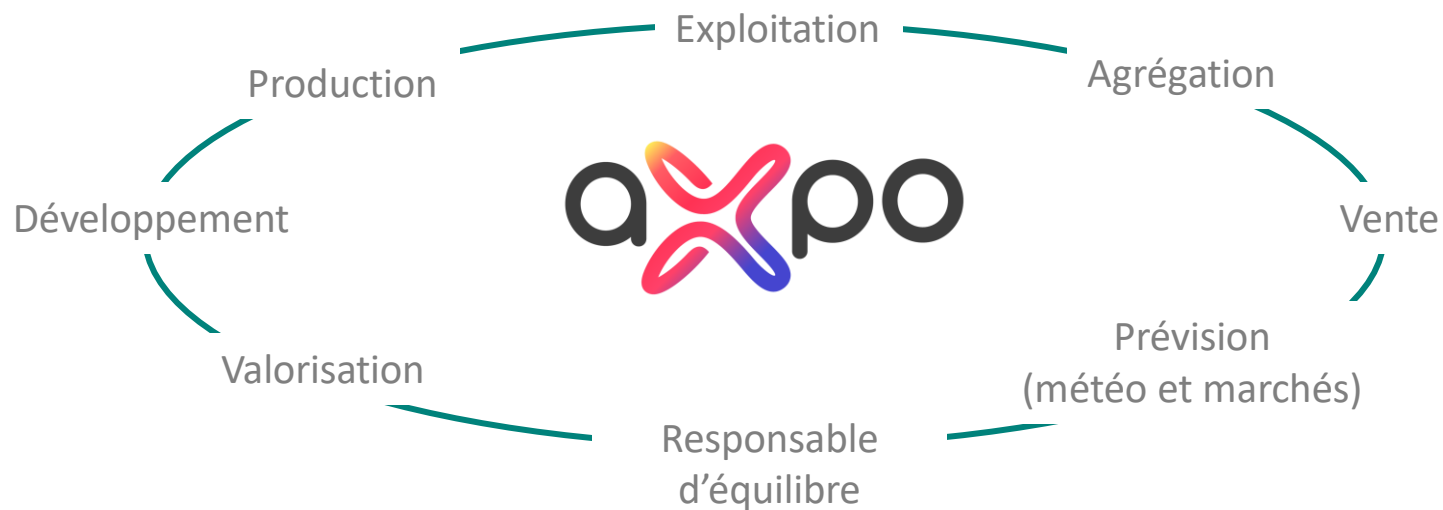 Exploitation
Production
Agrégation
axpo
Développement
Vente
Prévision
(météo et marchés)
Valorisation
Responsable
d’équilibre